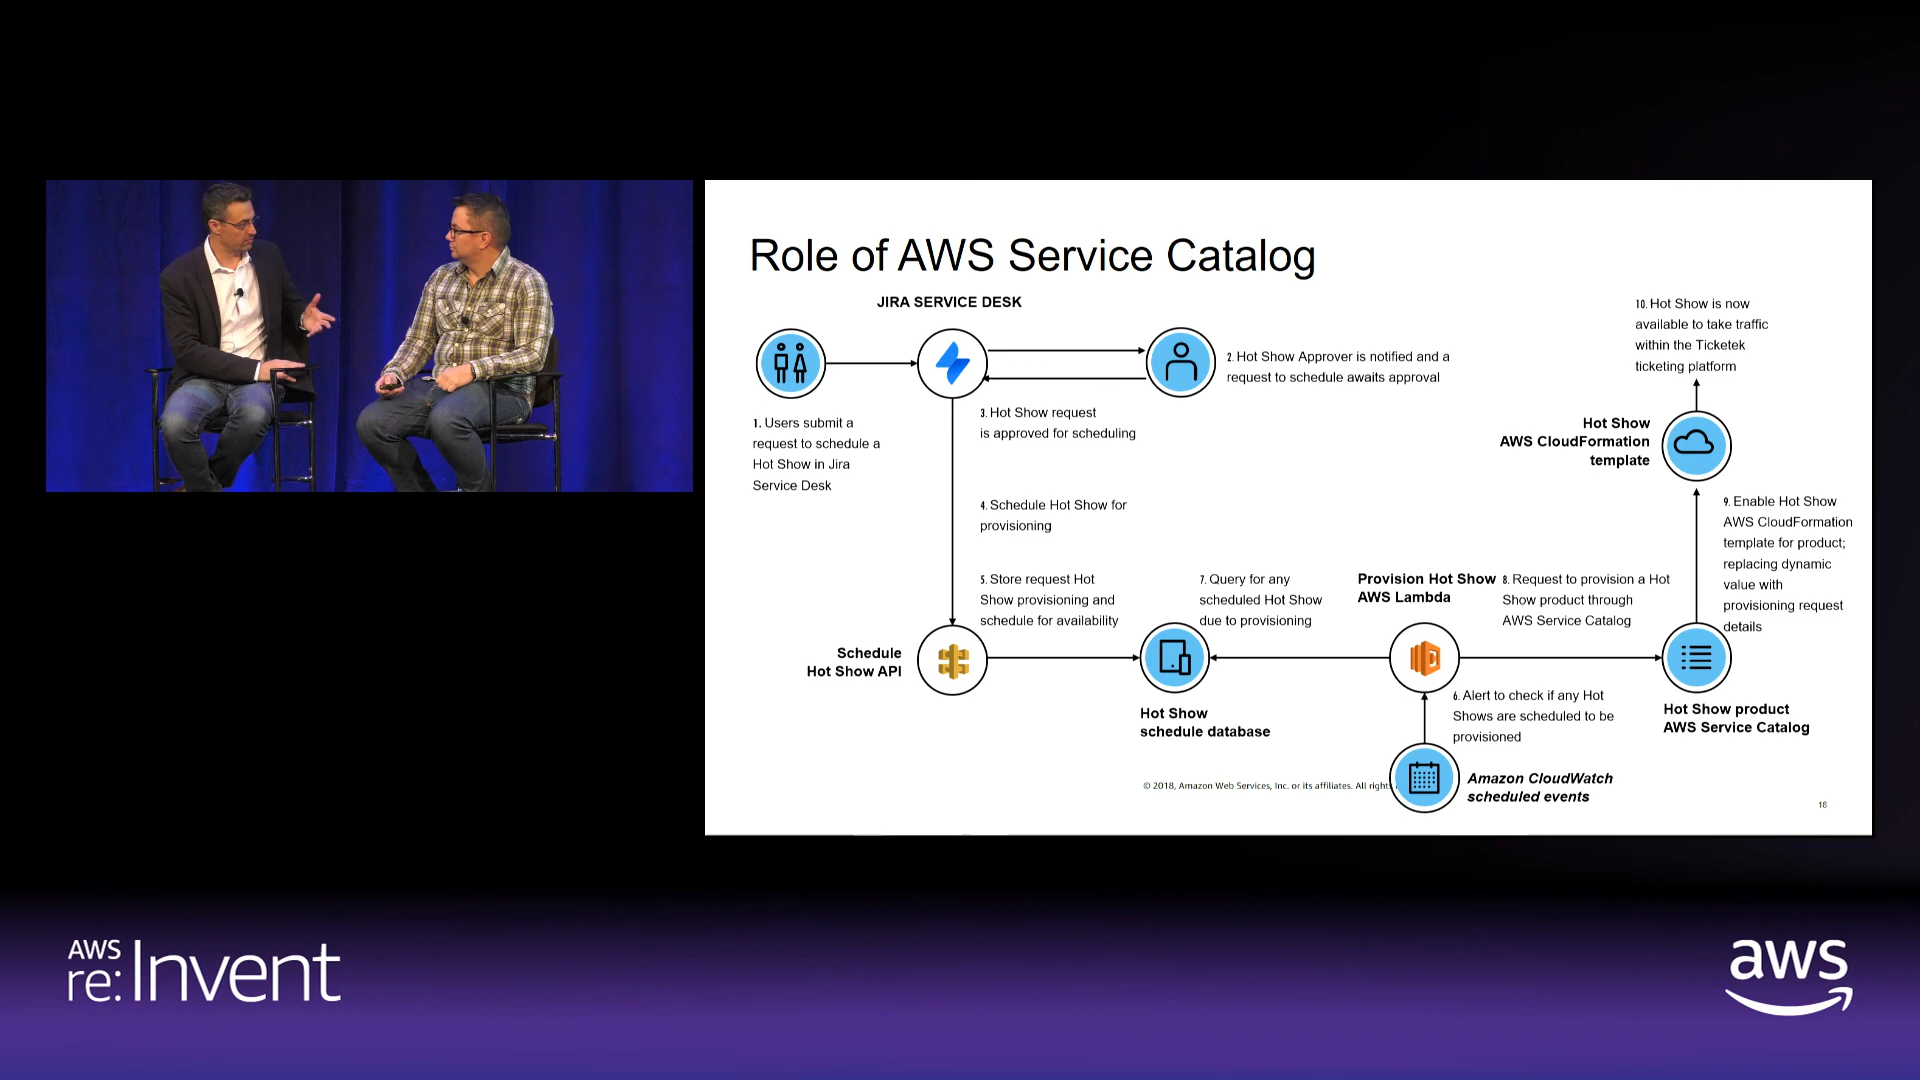 Role of AWS Service Catalog
JIRA SERVICE DESK
1. Users submit a
request to schedule a
Hot Show in Jira
Service Desk
2. Hot Show Approver is notified and a
request to schedule awaits approval
3. Hot Show request
is approved for scheduling
4. Schedule Hot Show for
provisioning
5. Store request Hot
Show provisioning and
schedule for availability
Schedule
Hot Show API
Hot Show
schedule database
7. Query for any
scheduled Hot Show
due to provisioning
Provision Hot Show
AWS Lambda
6. Alert to check if any Hot
Shows are scheduled to be
provisioned
Amazon CloudWatch
scheduled events
8. Request to provision a Hot
Show product through
AWS Service Catalog
Hot Show product
AWS Service Catalog
9. Enable Hot Show
AWS CloudFormation
template for product;
replacing dynamic
value with
provisioning request
details
Hot Show
AWS CloudFormation
template
10. Hot Show is now
available to take traffic
within the Ticketek
ticketing platform
© 2018, Amazon Web Services, Inc. or its affiliates. All rights
18
AWS
re:Invent
aws